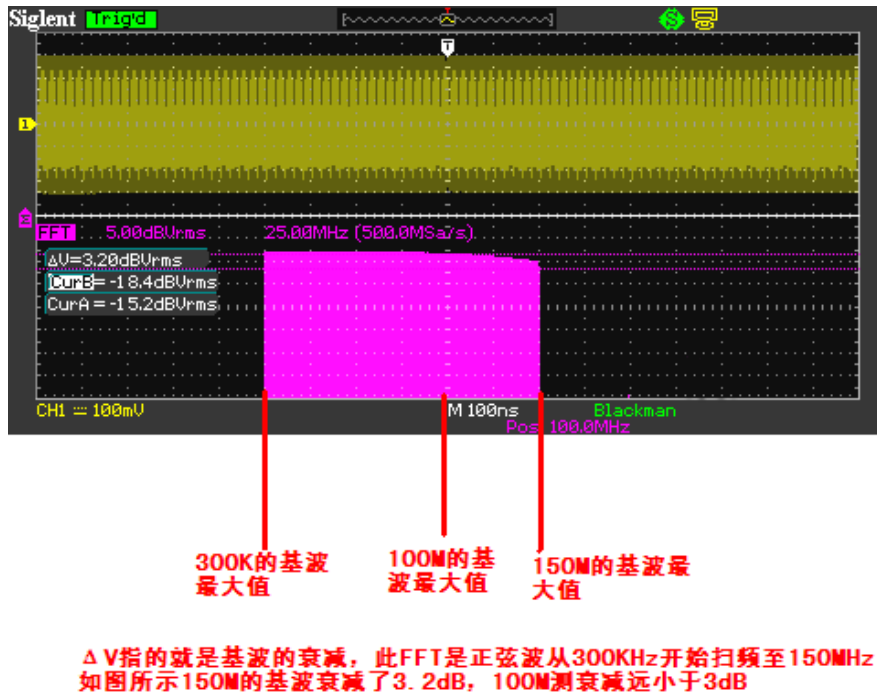 Siglent Trig'd
T
1
FFT 5.00dBVrms 25.00MHz (500.0MSa/s)
ΔV=3.20dBVrms
CurB=-18.4dBVrms
CurA=-15.2dBVrms
CH1 100mV M 100ns Blackman
Pos: 100.0MHz
300K的基波
最大值
100M的基
波最大值
150M的基波最
大值
ΔV指的就是基波的衰减，此FFT是正弦波从300KHz开始扫频至150MHz
如图所示150M的基波衰减了3.2dB，100M测衰减远小于3dB